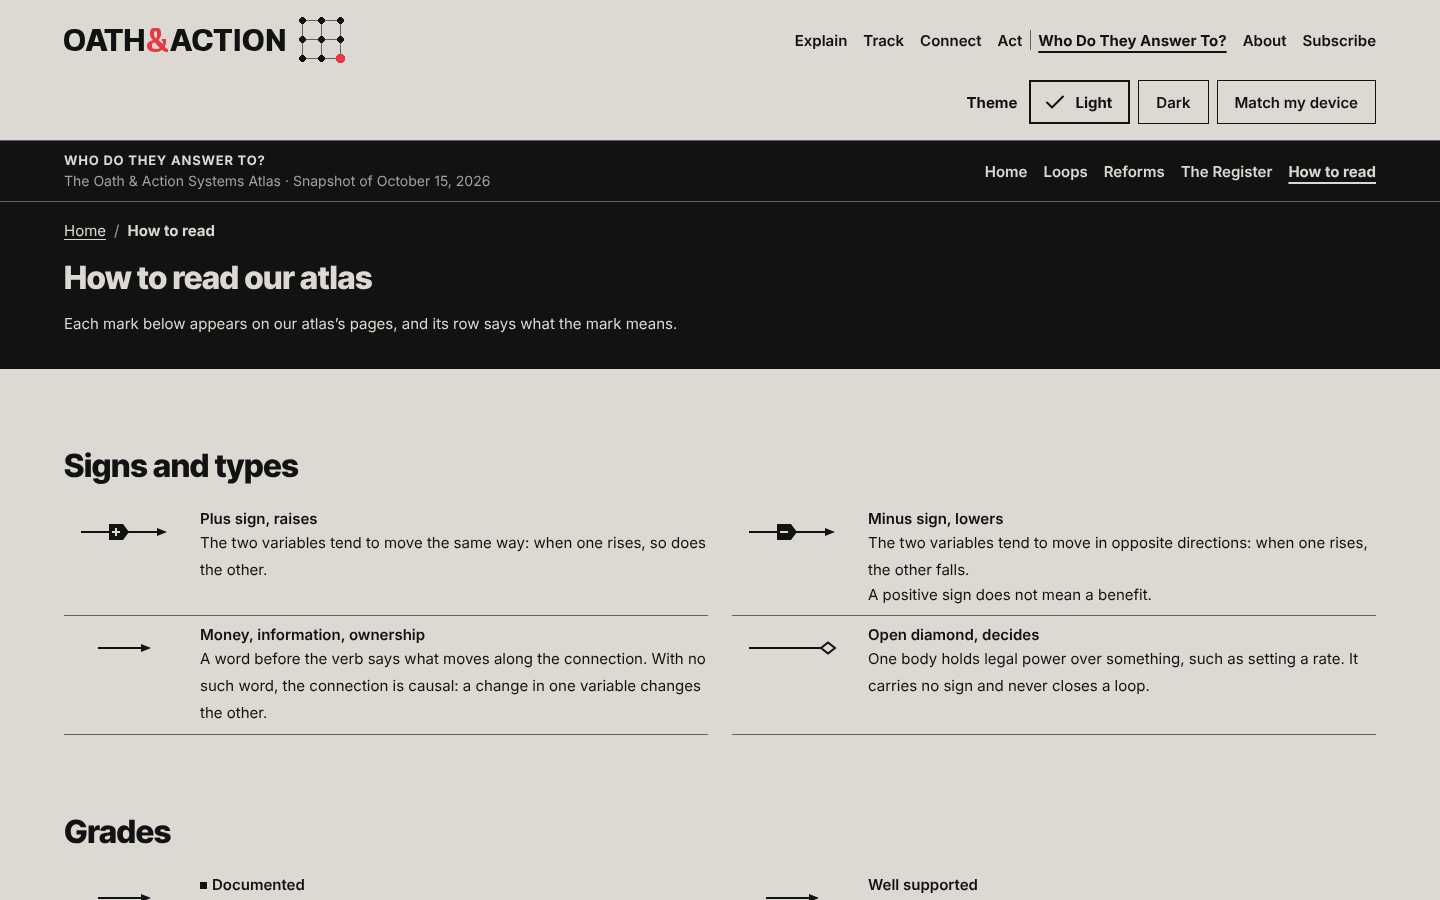 OATH&ACTION
Explain Track Connect Act Who Do They Answer To? About Subscribe
Theme Light Dark Match my device
WHO DO THEY ANSWER TO?
The Oath & Action Systems Atlas · Snapshot of October 15, 2026
Home Loops Reforms The Register How to read
Home / How to read
How to read our atlas
Each mark below appears on our atlas’s pages, and its row says what the mark means.
Signs and types
Plus sign, raises
The two variables tend to move the same way: when one rises, so does
the other.
Minus sign, lowers
The two variables tend to move in opposite directions: when one rises,
the other falls.
A positive sign does not mean a benefit.
Money, information, ownership
A word before the verb says what moves along the connection. With no
such word, the connection is causal: a change in one variable changes
the other.
Open diamond, decides
One body holds legal power over something, such as setting a rate. It
carries no sign and never closes a loop.
Grades
Documented
Well supported